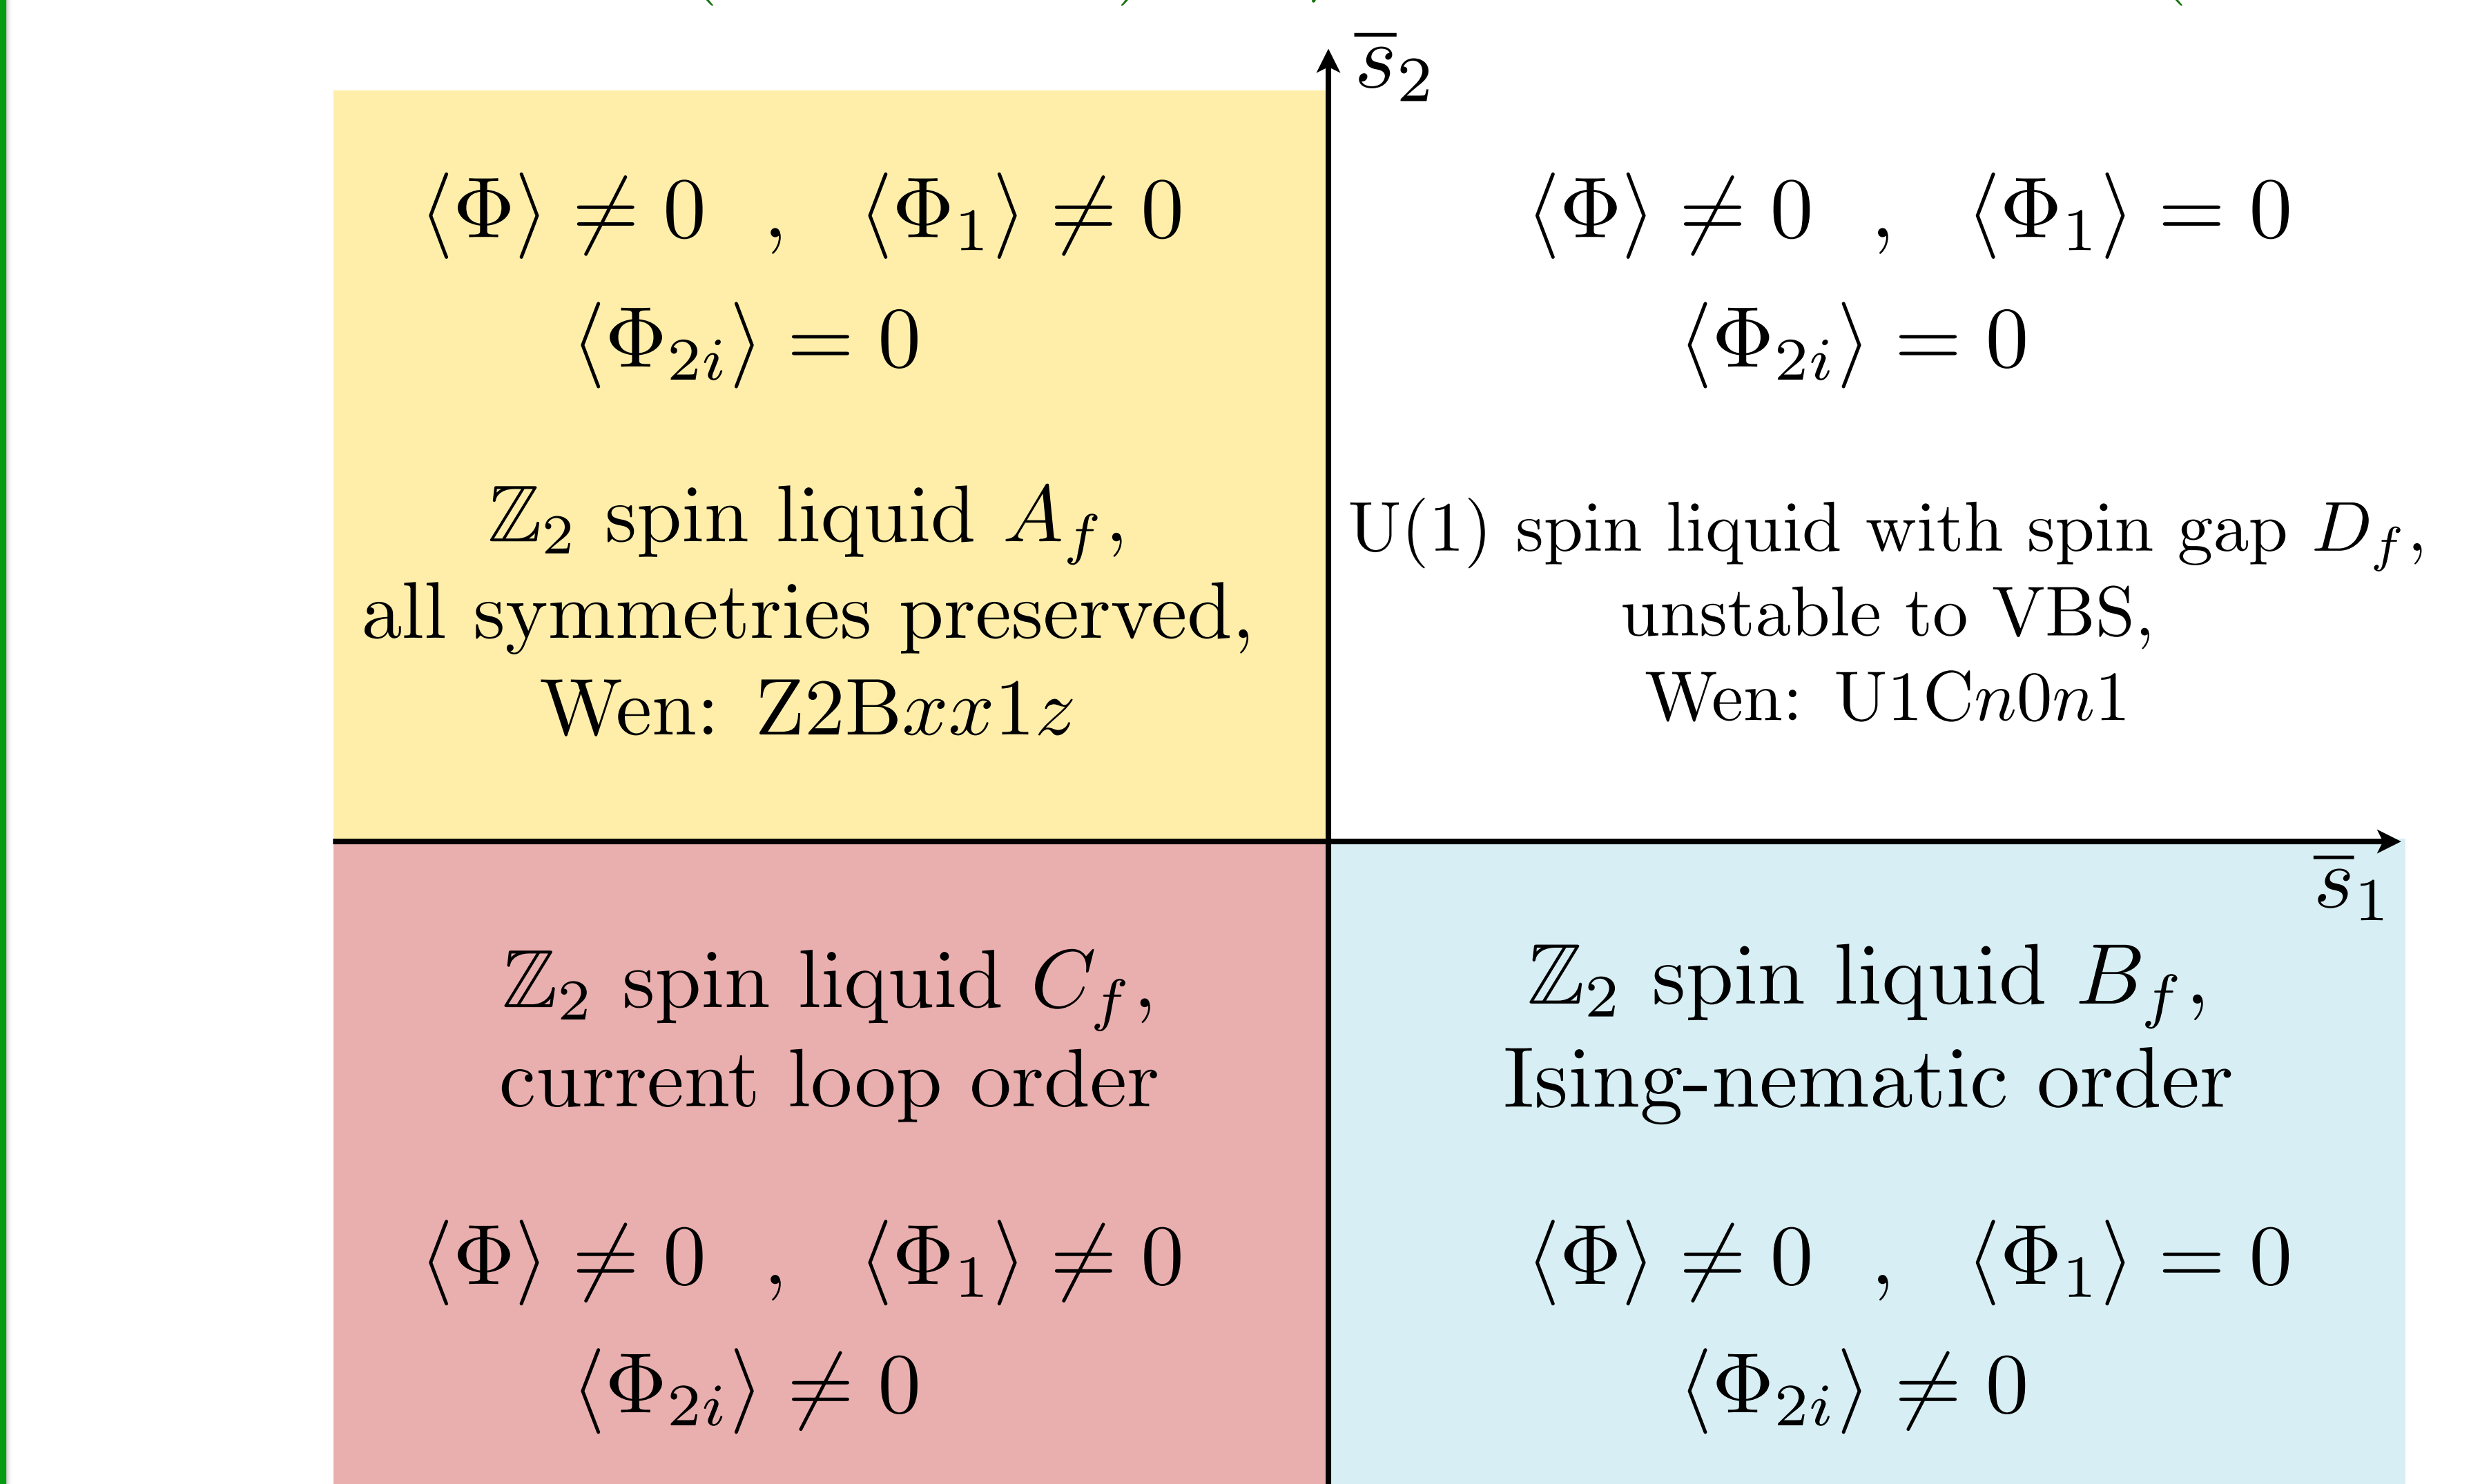 s̅₂
⟨Φ⟩ ≠ 0 , ⟨Φ₁⟩ ≠ 0
⟨Φ₂ᵢ⟩ = 0
ℤ₂ spin liquid A_f,
all symmetries preserved,
Wen: Z2Bxx1z
⟨Φ⟩ ≠ 0 , ⟨Φ₁⟩ = 0
⟨Φ₂ᵢ⟩ = 0
U(1) spin liquid with spin gap D_f,
unstable to VBS,
Wen: U1Cn0n1
s̅₁
ℤ₂ spin liquid C_f,
current loop order
⟨Φ⟩ ≠ 0 , ⟨Φ₁⟩ ≠ 0
⟨Φ₂ᵢ⟩ ≠ 0
ℤ₂ spin liquid B_f,
Ising-nematic order
⟨Φ⟩ ≠ 0 , ⟨Φ₁⟩ = 0
⟨Φ₂ᵢ⟩ ≠ 0